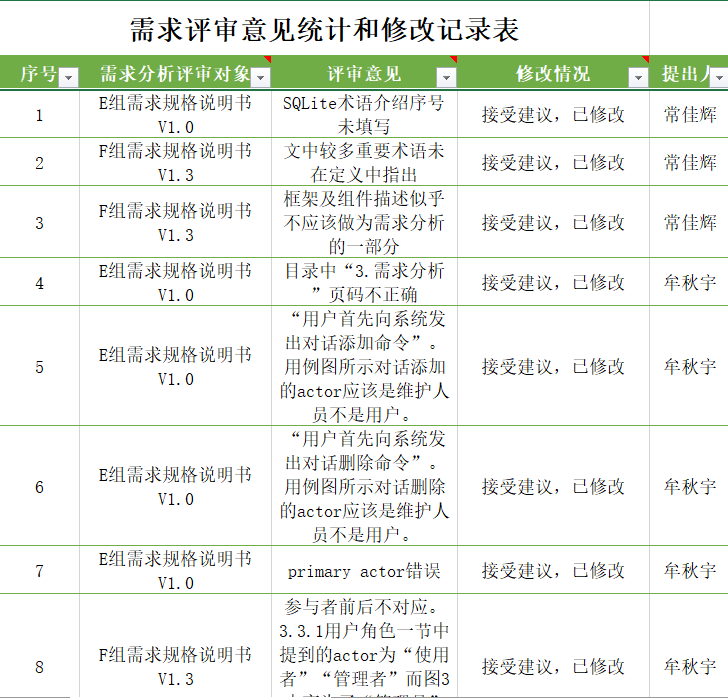 需求评审意见统计和修改记录表
序号 需求分析评审对象 评审意见 修改情况 提出人
1 E组需求规格说明书 SQLite术语介绍序号 接受建议，已修改 常佳辉
V1.0 未填写
2 F组需求规格说明书 文中较多重要术语未 接受建议，已修改 常佳辉
V1.3 在定义中指出
3 F组需求规格说明书 框架及组件描述似乎 接受建议，已修改 常佳辉
V1.3 不应该做为需求分析
的一部分
4 E组需求规格说明书 目录中“3.需求分析 接受建议，已修改 牟秋宇
V1.0 ”页码不正确
5 E组需求规格说明书 “用户首先向系统发 接受建议，已修改 牟秋宇
V1.0 出对话添加命令”。
用例图所示对话添加
的actor应该是维护人
员不是用户。
6 E组需求规格说明书 “用户首先向系统发 接受建议，已修改 牟秋宇
V1.0 出对话删除命令”。
用例图所示对话删除
的actor应该是维护人
员不是用户。
7 E组需求规格说明书 primary actor错误 接受建议，已修改 牟秋宇
V1.0
8 F组需求规格说明书 参与者前后不对应。 接受建议，已修改 牟秋宇
V1.3 3.3.1用户角色一节中
提到的actor为“使用
者”“管理者”而图3